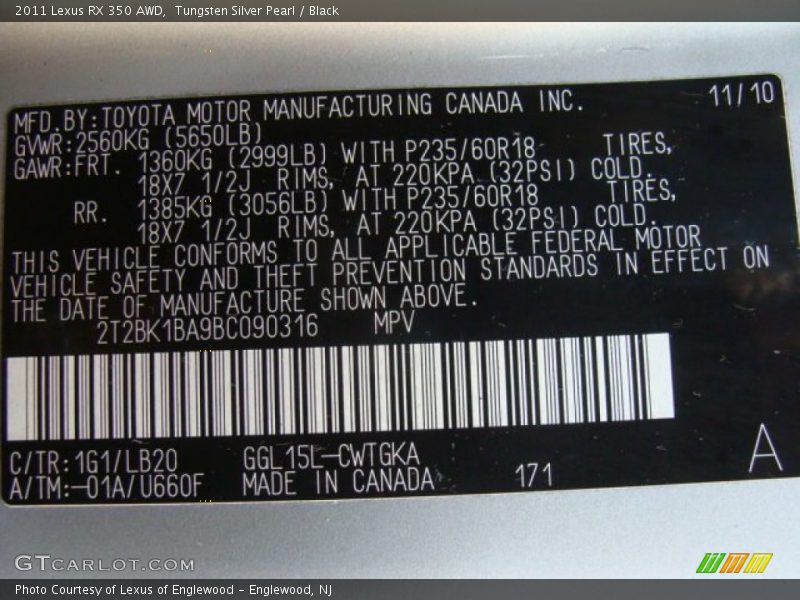 2011 Lexus RX 350 AWD,  Tungsten Silver Pearl / Black
MFD.BY:TOYOTA MOTOR MANUFACTURING CANADA INC. 11/10
GVWR:2560KG (5650LB)
GAWR:FRT. 1360KG (2999LB) WITH P235/60R18 TIRES,
18X7 1/2J RIMS, AT 220KPA (32PSI) COLD.
RR. 1385KG (3056LB) WITH P235/60R18 TIRES,
18X7 1/2J RIMS, AT 220KPA (32PSI) COLD.
THIS VEHICLE CONFORMS TO ALL APPLICABLE FEDERAL MOTOR
VEHICLE SAFETY AND THEFT PREVENTION STANDARDS IN EFFECT ON
THE DATE OF MANUFACTURE SHOWN ABOVE.
2T2BK1BA9BC090316 MPV
C/TR:1G1/LB20 GGL15L-CWTGKA A
A/TM:-01A/U660F MADE IN CANADA 171
GTCARLOT.COM
Photo Courtesy of Lexus of Englewood – Englewood, NJ